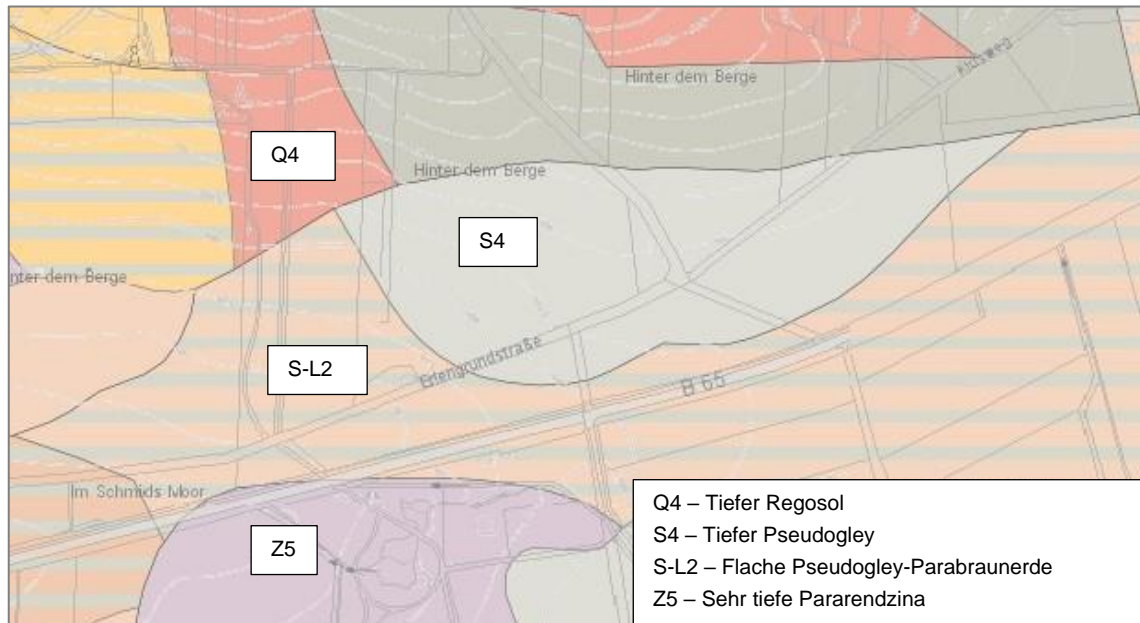 Hinter dem Berge
Kuhsweg
Q4
Hinter dem Berge
S4
nter dem Berge
S-L2
Erlengrundstraße
B 65
Im Schmids Moor
Z5
Q4 – Tiefer Regosol
S4 – Tiefer Pseudogley
S-L2 – Flache Pseudogley-Parabraunerde
Z5 – Sehr tiefe Pararendzina